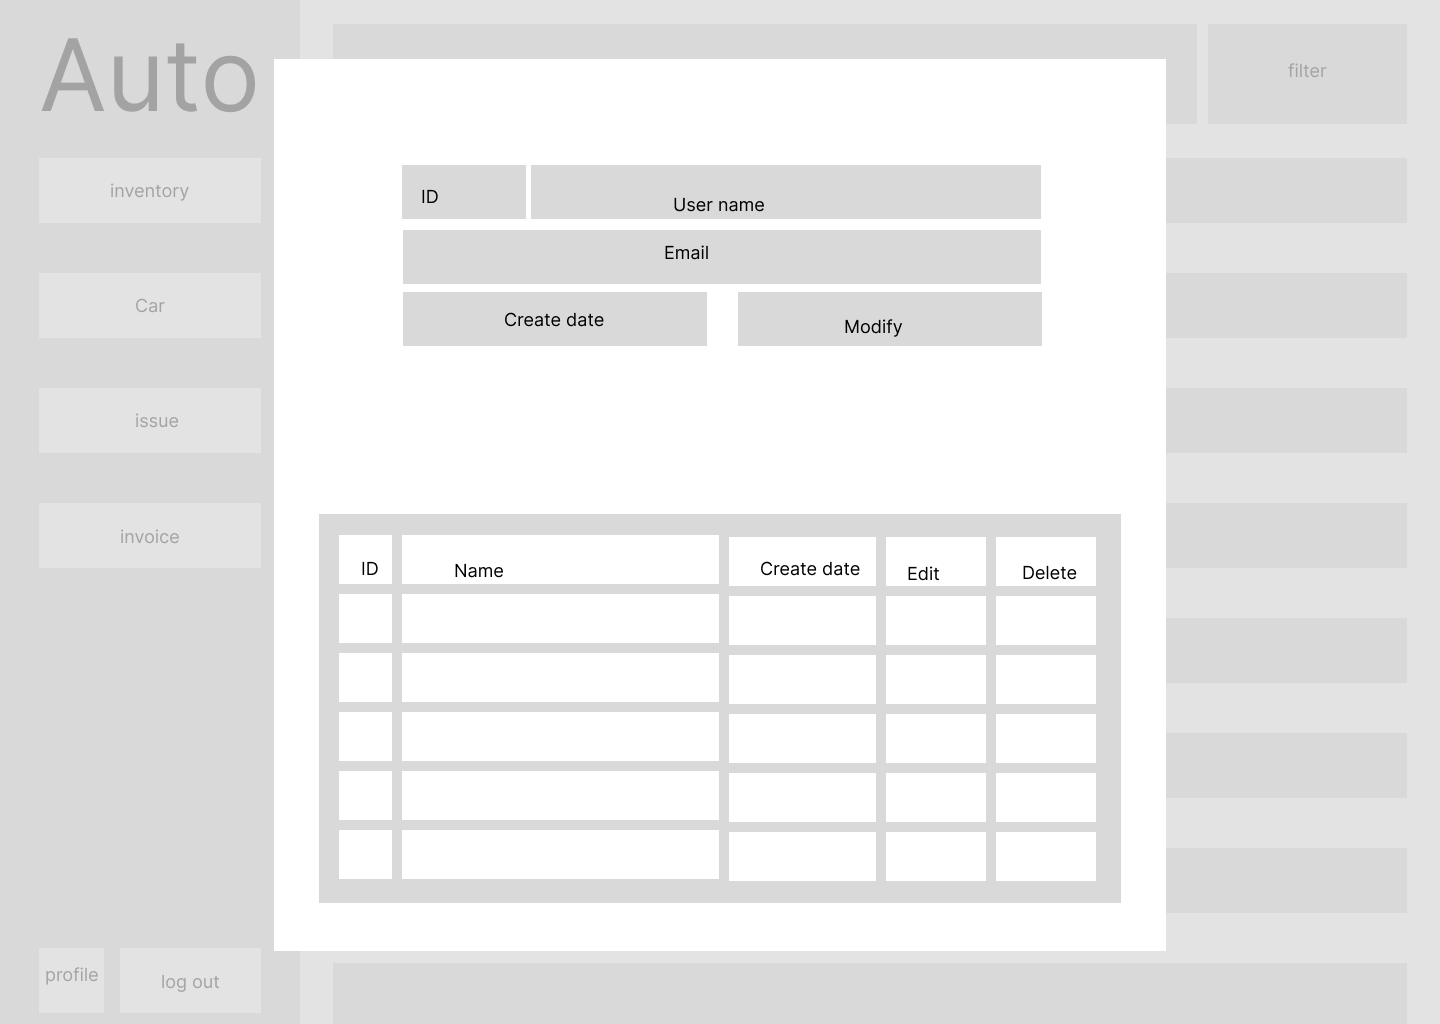 Auto
filter
inventory
Car
issue
invoice
profile
log out
ID
User name
Email
Create date
Modify
ID
Name
Create date
Edit
Delete